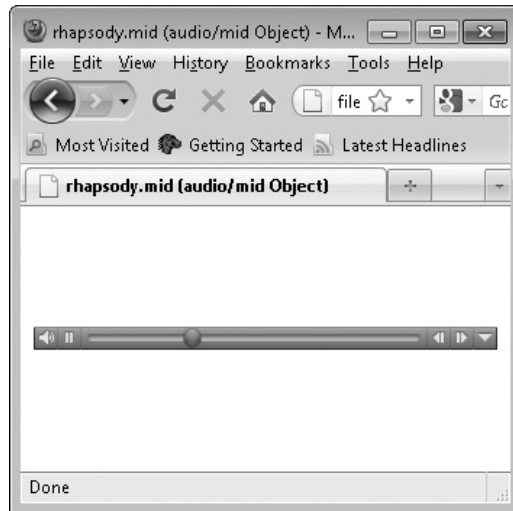 rhapsody.mid (audio/mid Object) - M...
File Edit View History Bookmarks Tools Help
file Gc
Most Visited Getting Started Latest Headlines
rhapsody.mid (audio/mid Object)
Done